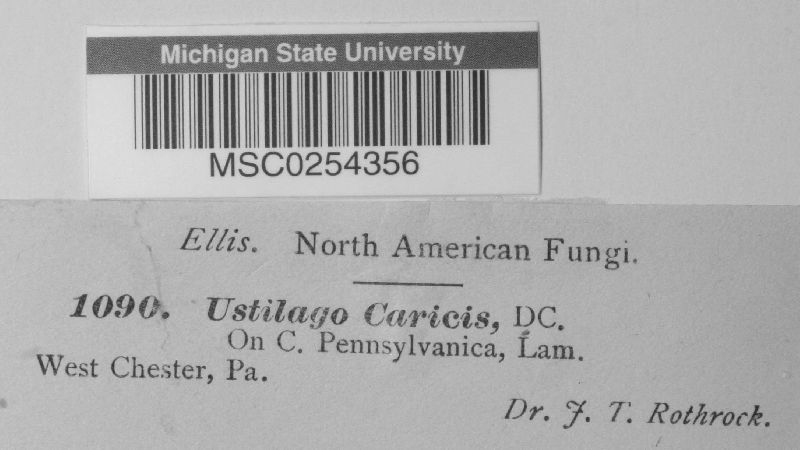 Michigan State University
MSC0254356
Ellis. North American Fungi.
1090. Ustilago Caricis, DC.
On C. Pennsylvanica, Lam.
West Chester, Pa.
Dr. J. T. Rothrock.